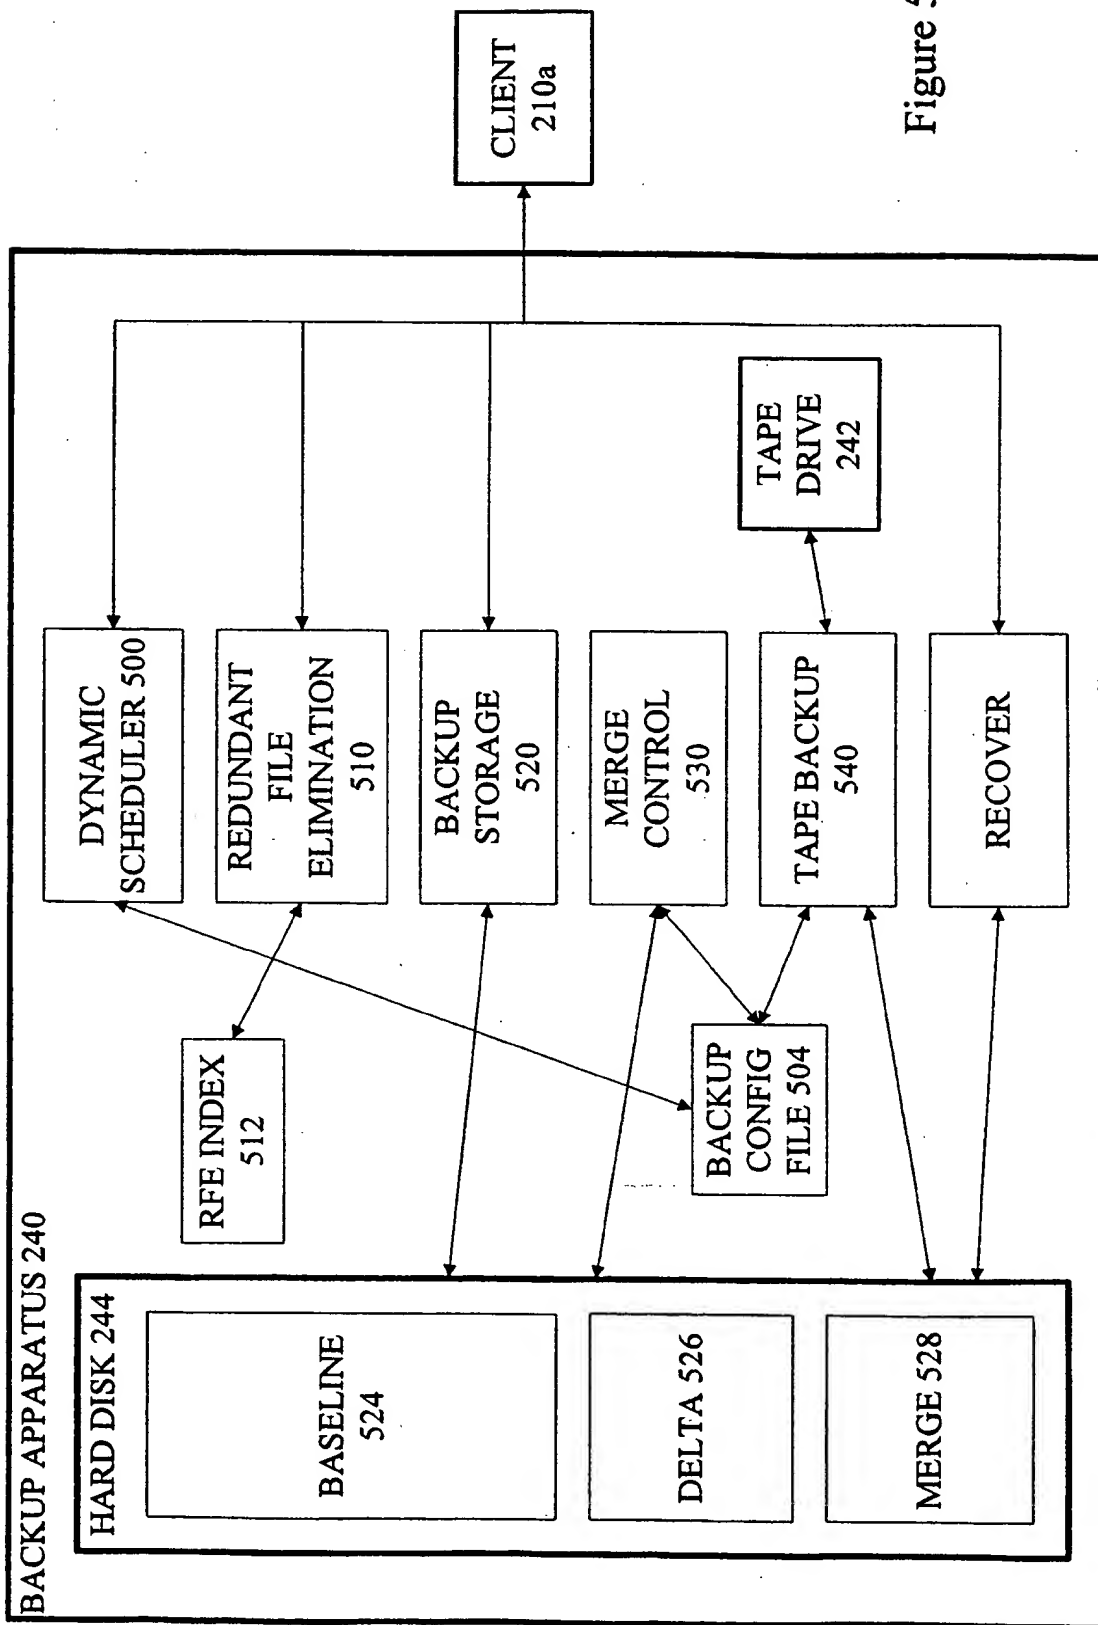 BACKUP APPARATUS 240
HARD DISK 244
BASELINE
524
DELTA 526
MERGE 528
RFE INDEX
512
BACKUP
CONFIG
FILE 504
DYNAMIC
SCHEDULER 500
REDUNDANT
FILE
ELIMINATION
510
BACKUP
STORAGE
520
MERGE
CONTROL
530
TAPE BACKUP
540
RECOVER
TAPE
DRIVE
242
CLIENT
210a
Figure 5